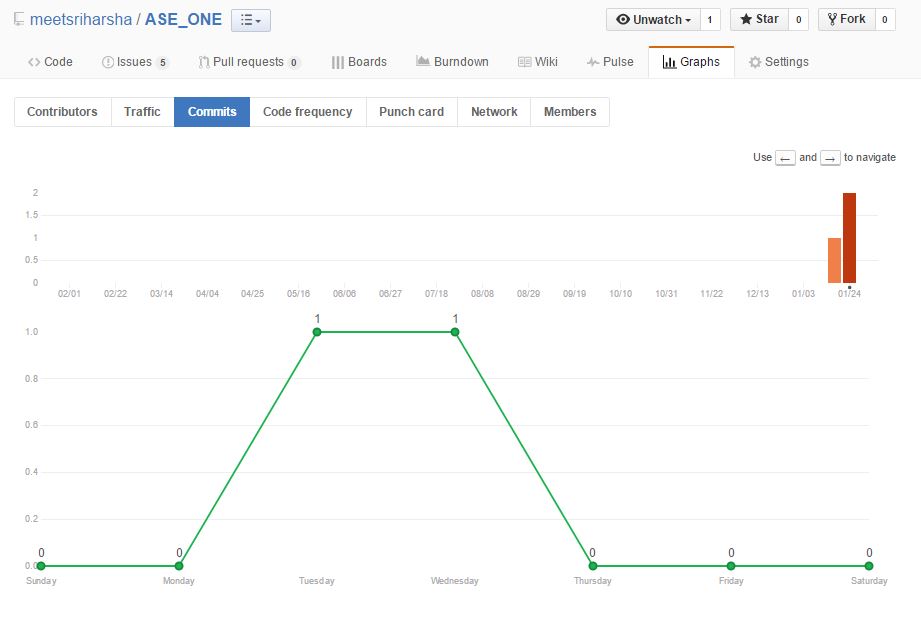 meetsriharsha / ASE_ONE Unwatch 1 Star 0 Fork 0
Code Issues 5 Pull requests 0 Boards Burndown Wiki Pulse Graphs Settings
Contributors Traffic Commits Code frequency Punch card Network Members
Use ← and → to navigate
2
1.5
1
0.5
0
02/01 02/22 03/14 04/04 04/25 05/16 06/06 06/27 07/18 08/08 08/29 09/19 10/10 10/31 11/22 12/13 01/03 01/24
1 1
1.0
0.8
0.6
0.4
0.2
0 0 0 0 0
0.0
Sunday Monday Tuesday Wednesday Thursday Friday Saturday